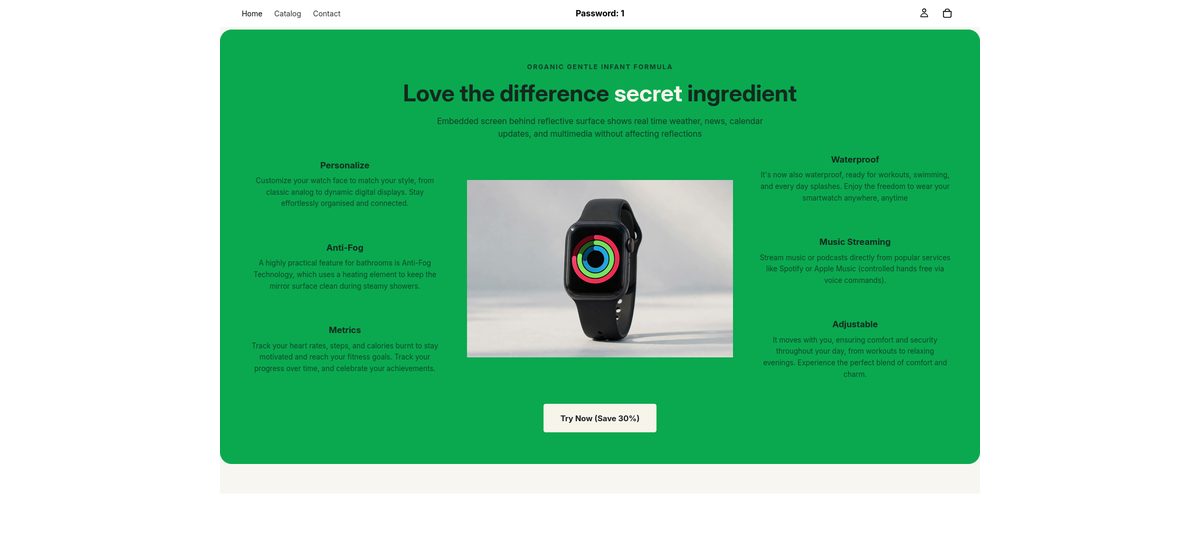 Home Catalog Contact
Password: 1
ORGANIC GENTLE INFANT FORMULA
Love the difference secret ingredient
Embedded screen behind reflective surface shows real time weather, news, calendar
updates, and multimedia without affecting reflections
Personalize
Customize your watch face to match your style, from
classic analog to dynamic digital displays. Stay
effortlessly organised and connected.
Anti-Fog
A highly practical feature for bathrooms is Anti-Fog
Technology, which uses a heating element to keep the
mirror surface clean during steamy showers.
Metrics
Track your heart rates, steps, and calories burnt to stay
motivated and reach your fitness goals. Track your
progress over time, and celebrate your achievements.
Waterproof
It's now also waterproof, ready for workouts, swimming,
and every day splashes. Enjoy the freedom to wear your
smartwatch anywhere, anytime
Music Streaming
Stream music or podcasts directly from popular services
like Spotify or Apple Music (controlled hands free via
voice commands).
Adjustable
It moves with you, ensuring comfort and security
throughout your day, from workouts to relaxing
evenings. Experience the perfect blend of comfort and
charm.
Try Now (Save 30%)